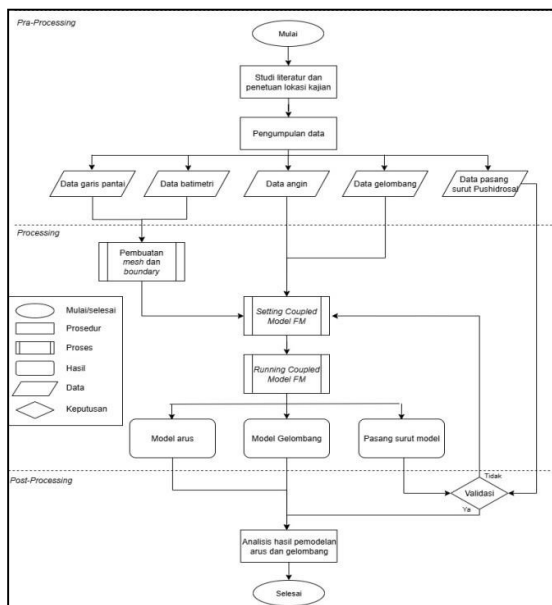 Pra-Processing
Mulai
Studi literatur dan
penetuan lokasi kajian
Pengumpulan data
Data garis pantai
Data batimetri
Data angin
Data gelombang
Data pasang
surut Pushidrosal
Processing
Pembuatan
mesh dan
boundary
Mulai/selesai
Prosedur
Proses
Hasil
Data
Keputusan
Setting Coupled
Model FM
Running Coupled
Model FM
Model arus
Model Gelombang
Pasang surut model
Post-Processing
Tidak
Validasi
Ya
Analisis hasil pemodelan
arus dan gelombang
Selesai